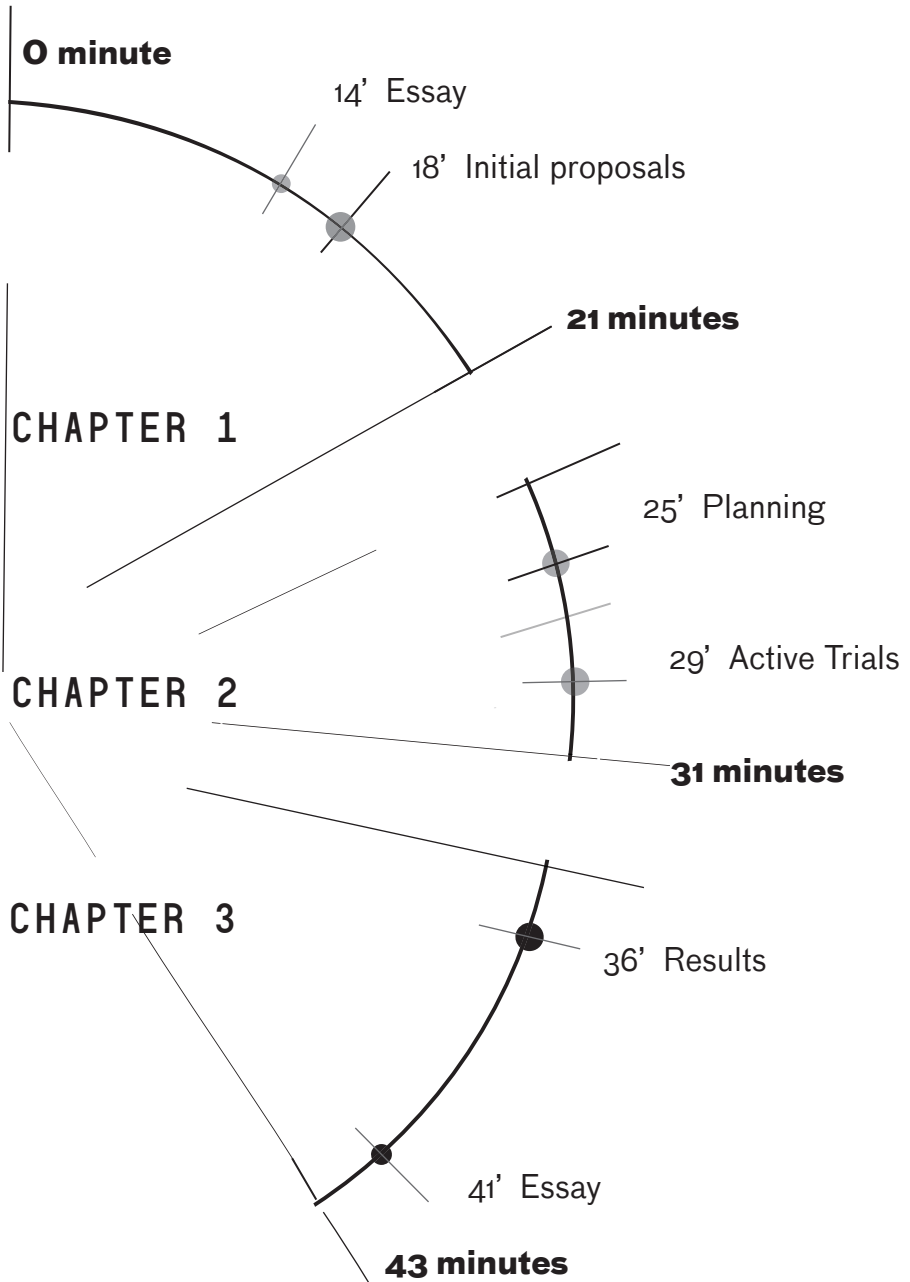 0 minute
14’ Essay
18’ Initial proposals
21 minutes
CHAPTER 1
25’ Planning
29’ Active Trials
CHAPTER 2
31 minutes
CHAPTER 3
36’ Results
41’ Essay
43 minutes